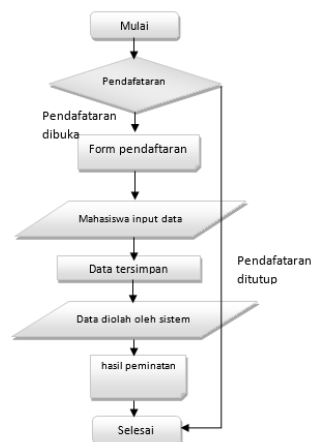 Mulai
Pendafataran
Pendafataran
dibuka
Form pendaftaran
Mahasiswa input data
Data tersimpan
Pendafataran
ditutup
Data diolah oleh sistem
hasil peminatan
Selesai